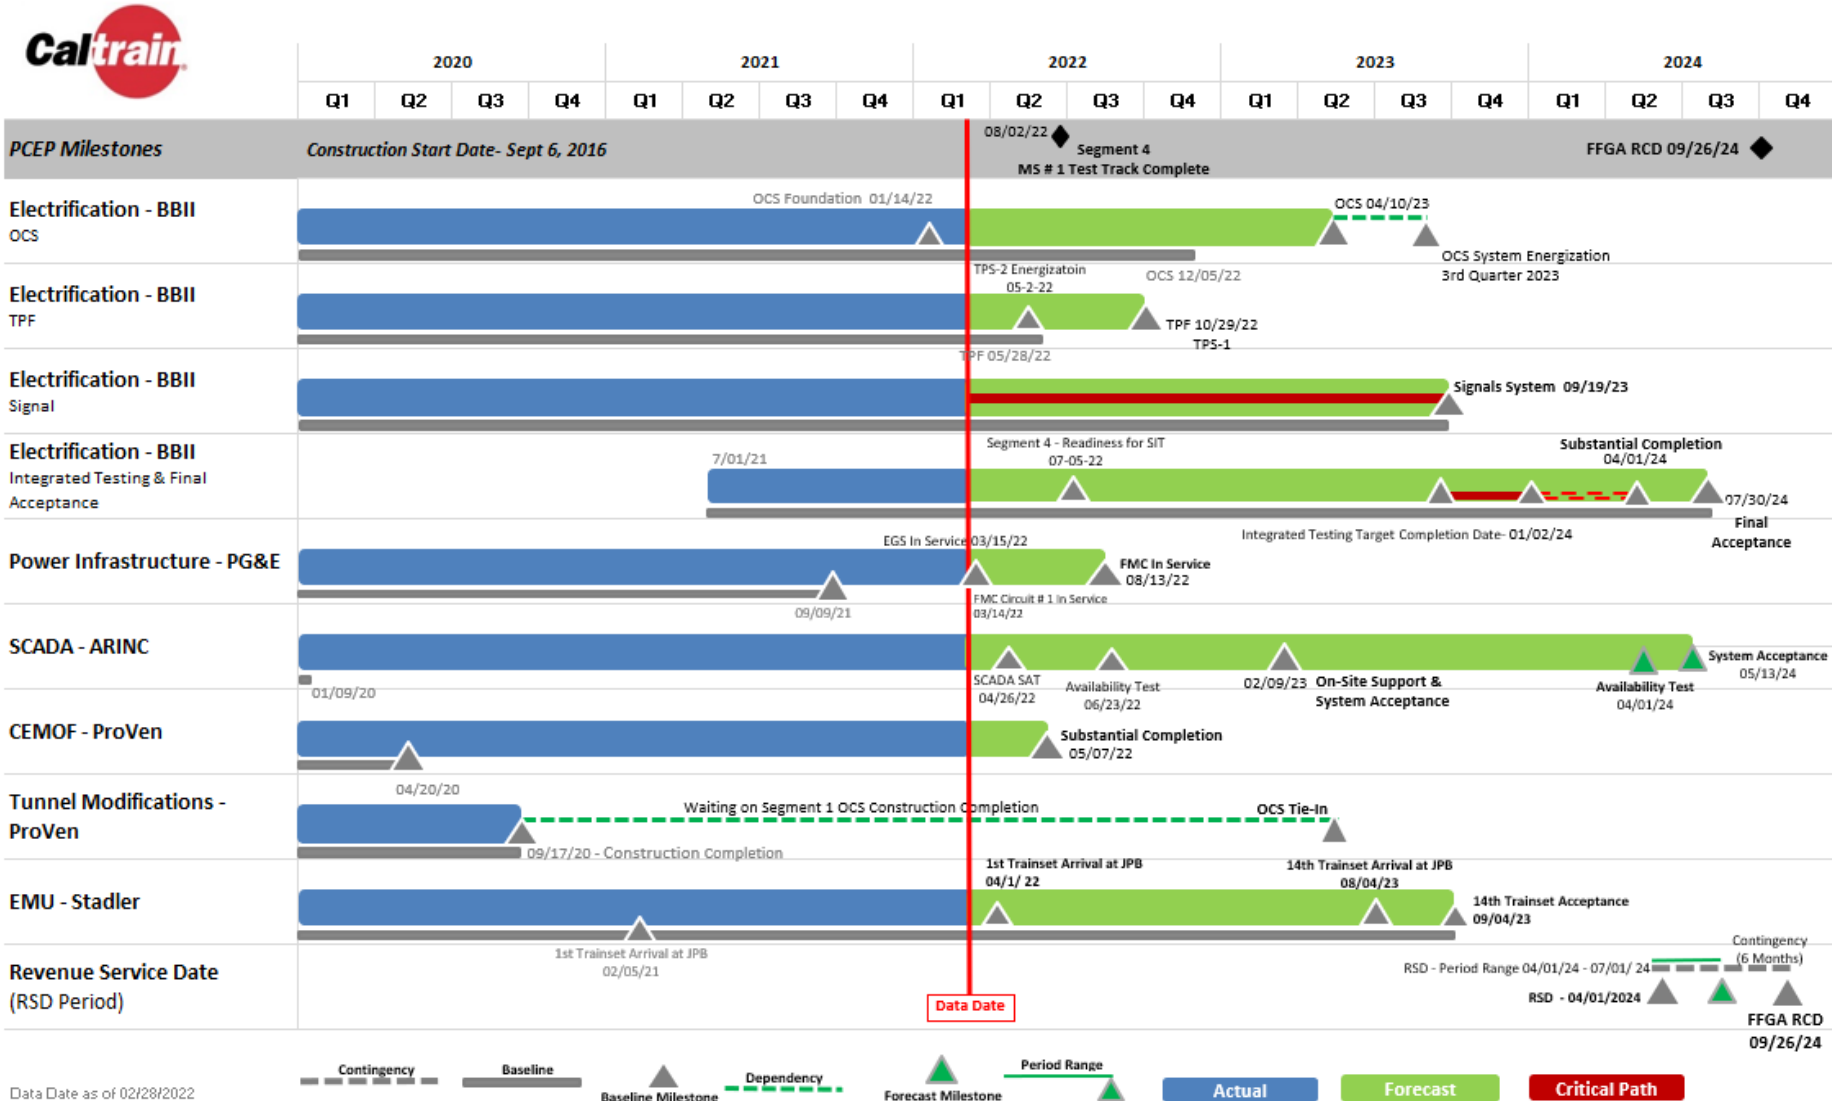 Caltrain
2020 2021 2022 2023 2024
Q1 Q2 Q3 Q4 Q1 Q2 Q3 Q4 Q1 Q2 Q3 Q4 Q1 Q2 Q3 Q4 Q1 Q2 Q3 Q4
PCEP Milestones
Construction Start Date- Sept 6, 2016
08/02/22
Segment 4
MS # 1 Test Track Complete
FFGA RCD 09/26/24
Electrification - BBII
OCS
OCS Foundation 01/14/22
OCS 04/10/23
OCS System Energization
3rd Quarter 2023
OCS 12/05/22
Electrification - BBII
TPF
TPS-2 Energizatoin
05-2-22
TPF 10/29/22
TPS-1
TPF 05/28/22
Electrification - BBII
Signal
Signals System 09/19/23
Electrification - BBII
Integrated Testing & Final
Acceptance
7/01/21
Segment 4 - Readiness for SIT
07-05-22
Substantial Completion
04/01/24
07/30/24
Final
Acceptance
Integrated Testing Target Completion Date- 01/02/24
Power Infrastructure - PG&E
EGS In Service 03/15/22
FMC In Service
08/13/22
09/09/21
FMC Circuit # 1 In Service
03/14/22
SCADA - ARINC
01/09/20
SCADA SAT
04/26/22
Availability Test
06/23/22
02/09/23 On-Site Support &
System Acceptance
Availability Test
04/01/24
System Acceptance
05/13/24
CEMOF - ProVen
04/20/20
Substantial Completion
05/07/22
Tunnel Modifications -
ProVen
Waiting on Segment 1 OCS Construction Completion
OCS Tie-In
09/17/20 - Construction Completion
EMU - Stadler
1st Trainset Arrival at JPB
04/1/ 22
14th Trainset Arrival at JPB
08/04/23
14th Trainset Acceptance
09/04/23
1st Trainset Arrival at JPB
02/05/21
Revenue Service Date
(RSD Period)
Contingency
(6 Months)
RSD - Period Range 04/01/24 - 07/01/ 24
RSD - 04/01/2024
FFGA RCD
09/26/24
Data Date
Data Date as of 02/28/2022
Contingency
Baseline
Baseline Milestone
Dependency
Forecast Milestone
Period Range
Actual
Forecast
Critical Path